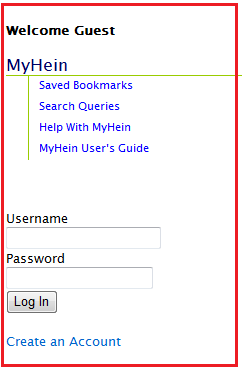 Welcome Guest
MyHein
Saved Bookmarks
Search Queries
Help With MyHein
MyHein User's Guide
Username
Password
Log In
Create an Account